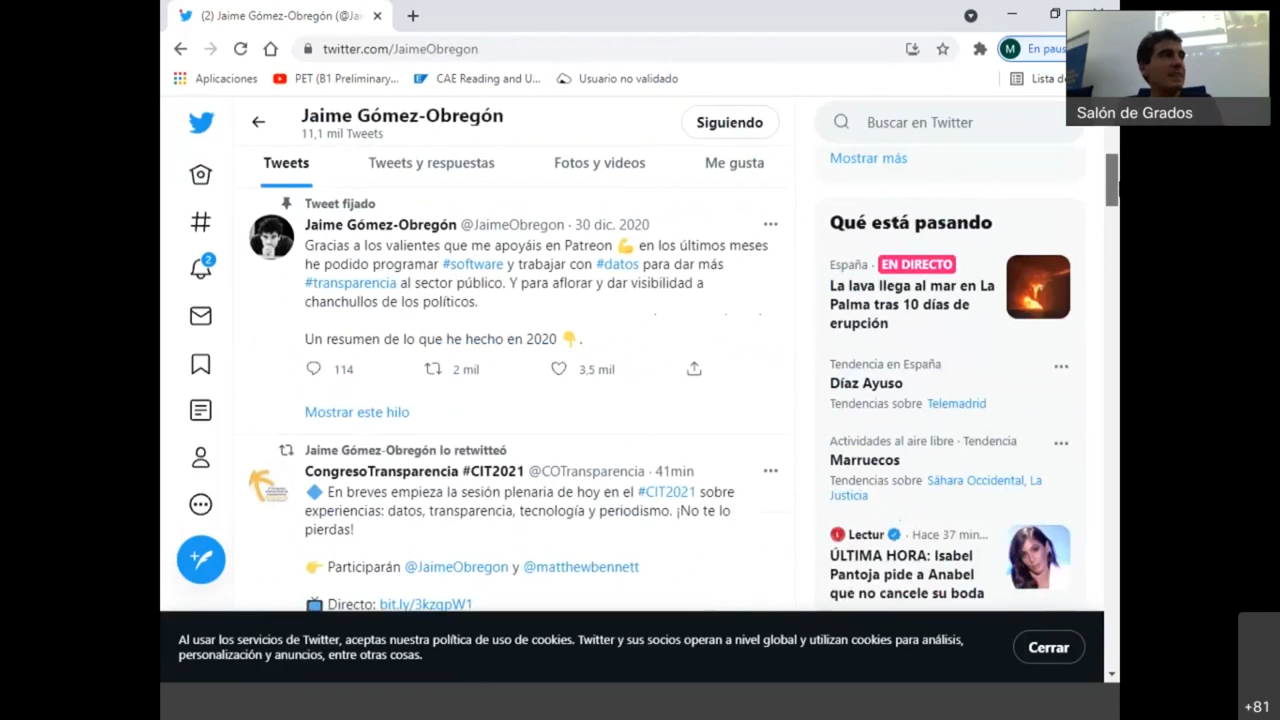 (2) Jaime Gómez-Obregón (@Jai
twitter.com/JaimeObregon
M
En paus
Aplicaciones
PET (B1 Preliminary...
CAE Reading and U...
Usuario no validado
Lista de
Salón de Grados
Jaime Gómez-Obregón
11,1 mil Tweets
Siguiendo
Buscar en Twitter
Tweets
Tweets y respuestas
Fotos y videos
Me gusta
Mostrar más
Tweet fijado
Jaime Gómez-Obregón @JaimeObregon · 30 dic. 2020
Gracias a los valientes que me apoyáis en Patreon 💪 en los últimos meses
he podido programar #software y trabajar con #datos para dar más
#transparencia al sector público. Y para aflorar y dar visibilidad a
chanchullos de los políticos.
Un resumen de lo que he hecho en 2020 👇.
114
2 mil
3,5 mil
Mostrar este hilo
Jaime Gómez-Obregón lo retwitteó
CongresoTransparencia #CIT2021 @COTransparencia · 41min
🔷 En breves empieza la sesión plenaria de hoy en el #CIT2021 sobre
experiencias: datos, transparencia, tecnología y periodismo. ¡No te lo
pierdas!
👉 Participarán @JaimeObregon y @matthewbennett
📺 Directo: bit.ly/3kzqpW1
2
Qué está pasando
España · EN DIRECTO
La lava llega al mar en La
Palma tras 10 días de
erupción
Tendencia en España
Díaz Ayuso
Tendencias sobre Telemadrid
Actividades al aire libre · Tendencia
Marruecos
Tendencias sobre Sáhara Occidental, La
Justicia
Lectur · Hace 37 min...
ÚLTIMA HORA: Isabel
Pantoja pide a Anabel
que no cancele su boda
Al usar los servicios de Twitter, aceptas nuestra política de uso de cookies. Twitter y sus socios operan a nivel global y utilizan cookies para análisis,
personalización y anuncios, entre otras cosas.
Cerrar
+81